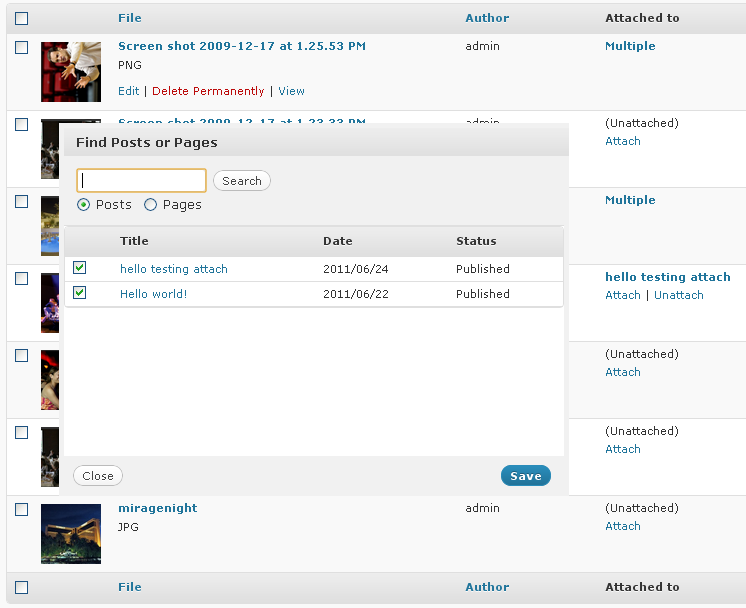 File Author Attached to
Screen shot 2009-12-17 at 1.25.53 PM admin Multiple
PNG
Edit | Delete Permanently | View
Screen shot 2009-12-17 at 1.23.33 PM admin (Unattached)
Attach
Find Posts or Pages
Search
Posts Pages
Multiple
Title Date Status
hello testing attach 2011/06/24 Published
Hello world! 2011/06/22 Published
hello testing attach
Attach | Unattach
(Unattached)
Attach
(Unattached)
Attach
Close Save
miragenight admin (Unattached)
JPG Attach
File Author Attached to